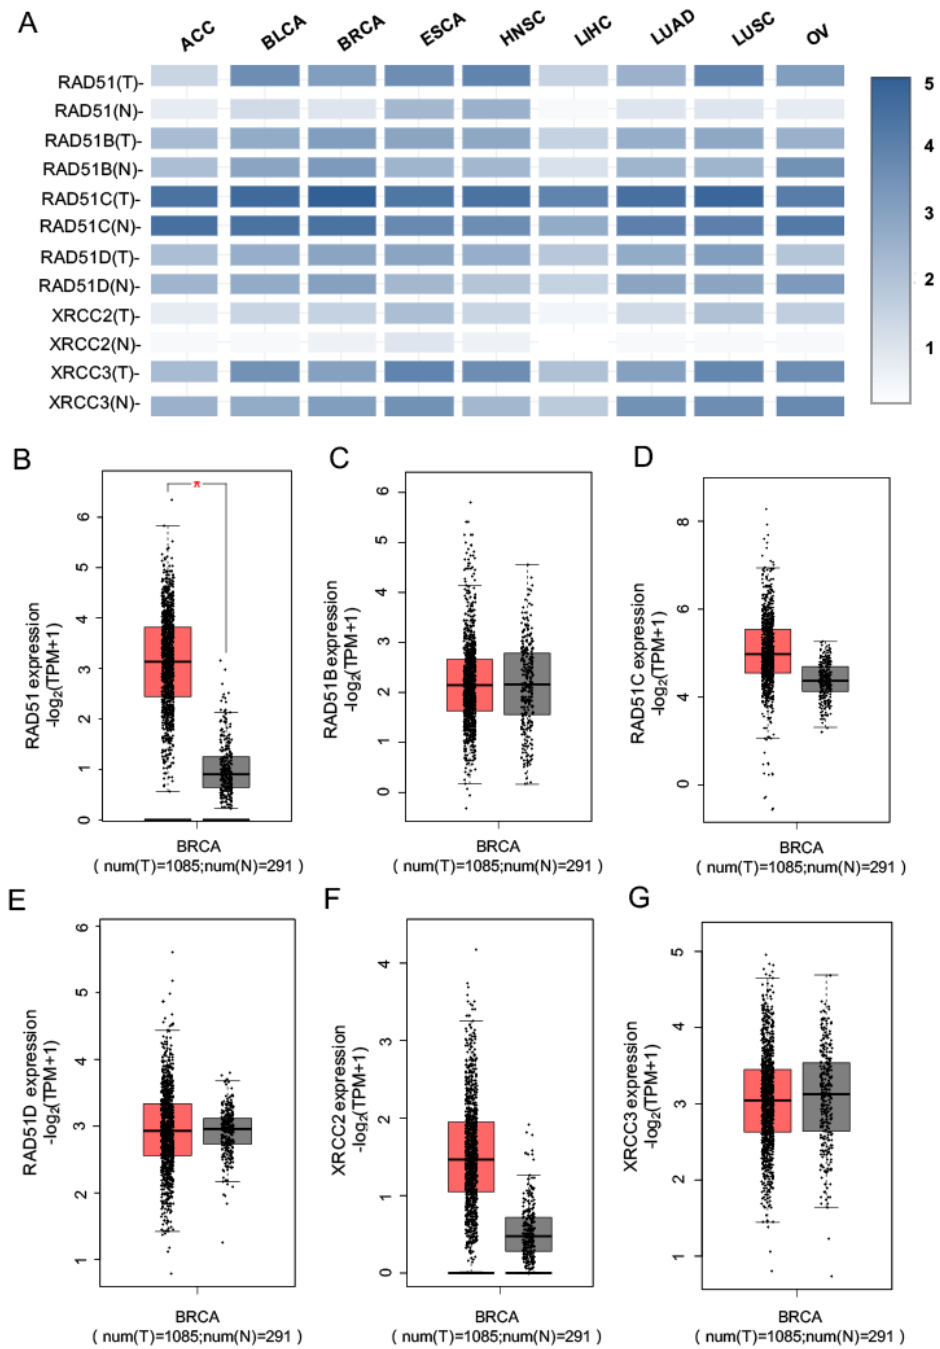 A
ACC BLCA BRCA ESCA HNSC LIHC LUAD LUSC OV
RAD51(T)-
RAD51(N)-
RAD51B(T)-
RAD51B(N)-
RAD51C(T)-
RAD51C(N)-
RAD51D(T)-
RAD51D(N)-
XRCC2(T)-
XRCC2(N)-
XRCC3(T)-
XRCC3(N)-
5
4
3
2
1
B
RAD51 expression
-log₂(TPM+1)
6
5
4
3
2
1
0
*
BRCA
( num(T)=1085;num(N)=291 )
C
RAD51B expression
-log₂(TPM+1)
6
5
4
3
2
1
0
BRCA
( num(T)=1085;num(N)=291 )
D
RAD51C expression
-log₂(TPM+1)
8
6
4
0
BRCA
( num(T)=1085;num(N)=291 )
E
RAD51D expression
-log₂(TPM+1)
6
5
4
3
2
1
BRCA
( num(T)=1085;num(N)=291 )
F
XRCC2 expression
-log₂(TPM+1)
4
3
2
1
0
BRCA
( num(T)=1085;num(N)=291 )
G
XRCC3 expression
-log₂(TPM+1)
5
4
3
2
1
BRCA
( num(T)=1085;num(N)=291 )